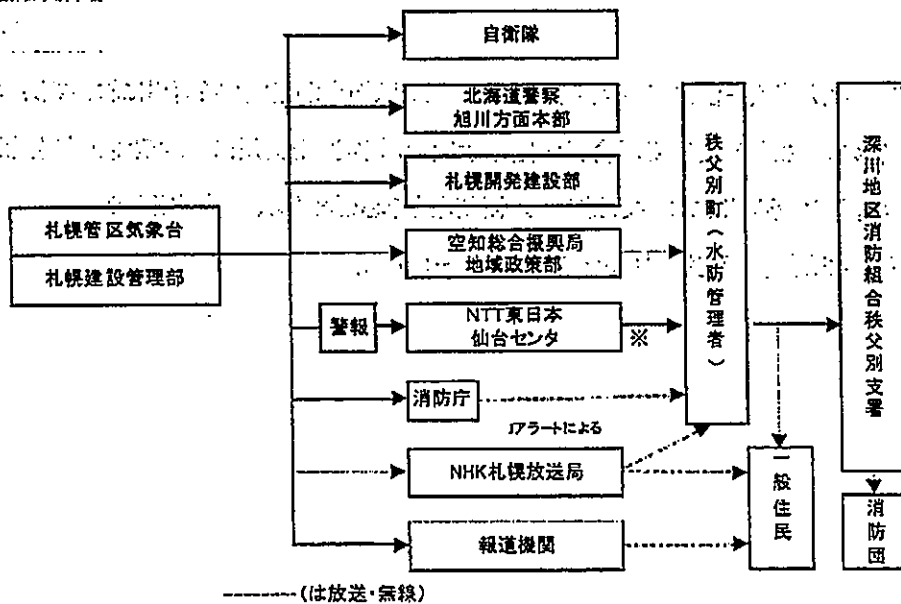 自衛隊
北海道警察
旭川方面本部
札幌開発建設部
札幌管区気象台
札幌建設管理部
空知総合振興局
地域政策部
警報
NTT東日本
仙台センタ
※
消防庁
Jアラートによる
NHK札幌放送局
報道機関
秩父別町(水防管理者)
一般住民
深川地区消防組合秩父別支署
消防団
(は放送・無線)